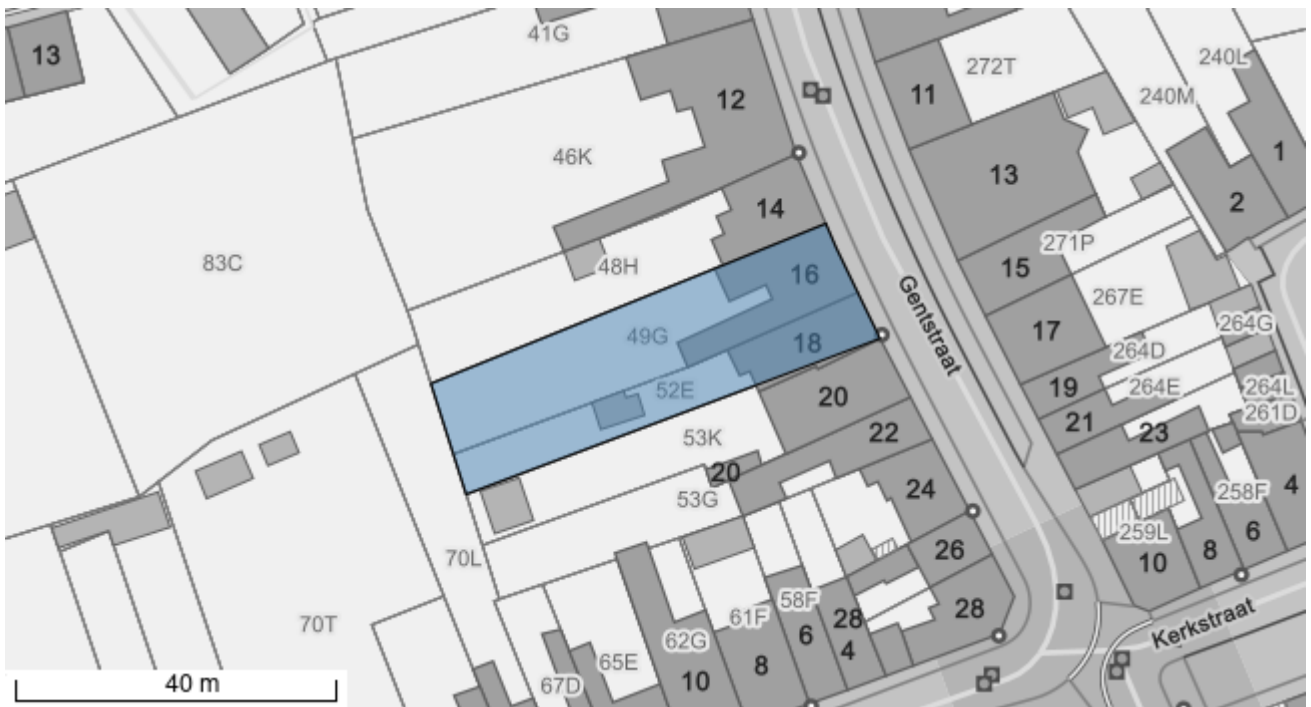 41G
240L
13
272T
11
12
240M
46K
1
13
14
2
83C
271P
48H
15
16
267E
Gentstraat
49G
17
264G
18
264D
52E
19
264E
264L
20
261D
53K
21
22
23
20
24
258F
4
53G
259L
26
70L
10
8
6
58F
28
28
61F
6
70T
62G
4
Kerkstraat
65E
8
67D
10
40 m